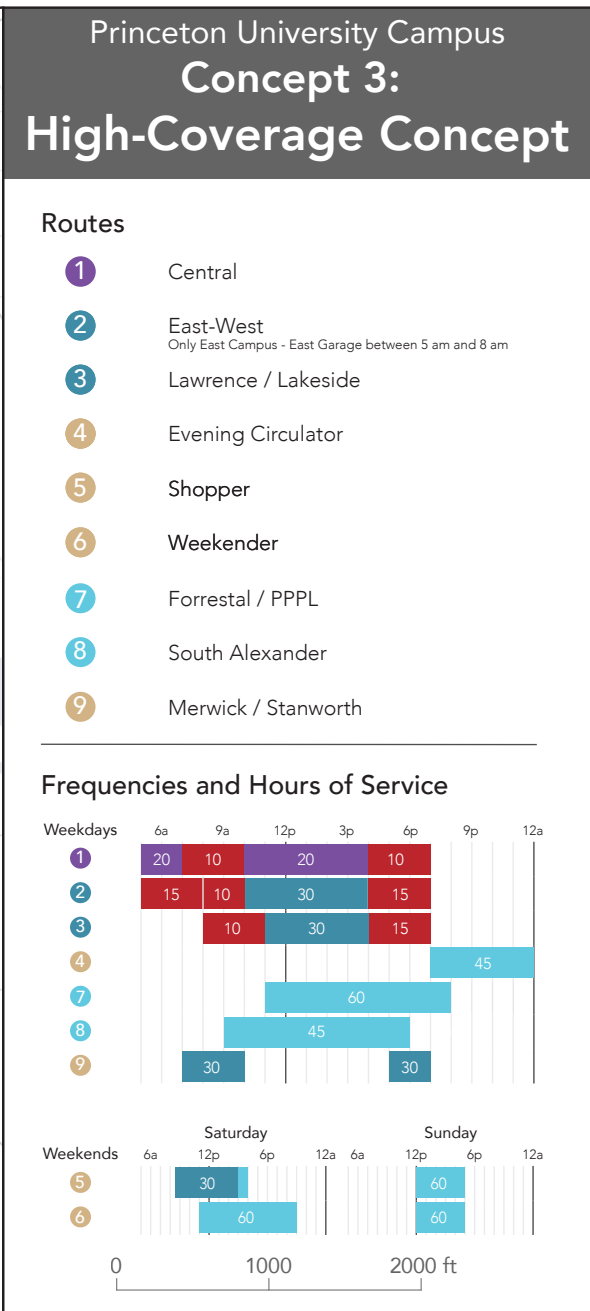 Princeton University Campus
Concept 3:
High-Coverage Concept
Routes
1 Central
2 East-West
Only East Campus - East Garage between 5 am and 8 am
3 Lawrence / Lakeside
4 Evening Circulator
5 Shopper
6 Weekender
7 Forrestal / PPPL
8 South Alexander
9 Merwick / Stanworth
Frequencies and Hours of Service
Weekdays 6a 9a 12p 3p 6p 9p 12a
1 20 10 20 10
2 15 10 30 15
3 10 30 15
4 45
7 60
8 45
9 30 30
Saturday Sunday
Weekends 6a 12p 6p 12a 6a 12p 6p 12a
5 30 60
6 60 60
0 1000 2000 ft